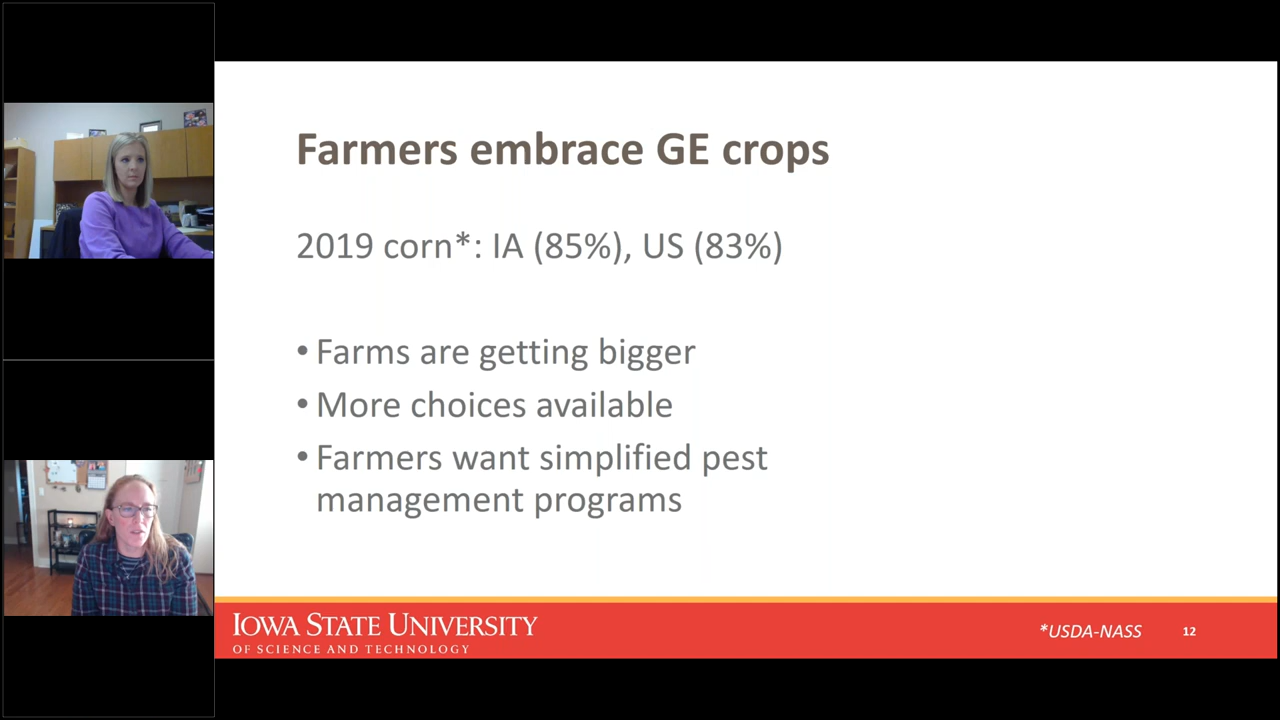 Farmers embrace GE crops
2019 corn*: IA (85%), US (83%)
• Farms are getting bigger
• More choices available
• Farmers want simplified pest
management programs
IOWA STATE UNIVERSITY
OF SCIENCE AND TECHNOLOGY
*USDA-NASS
12